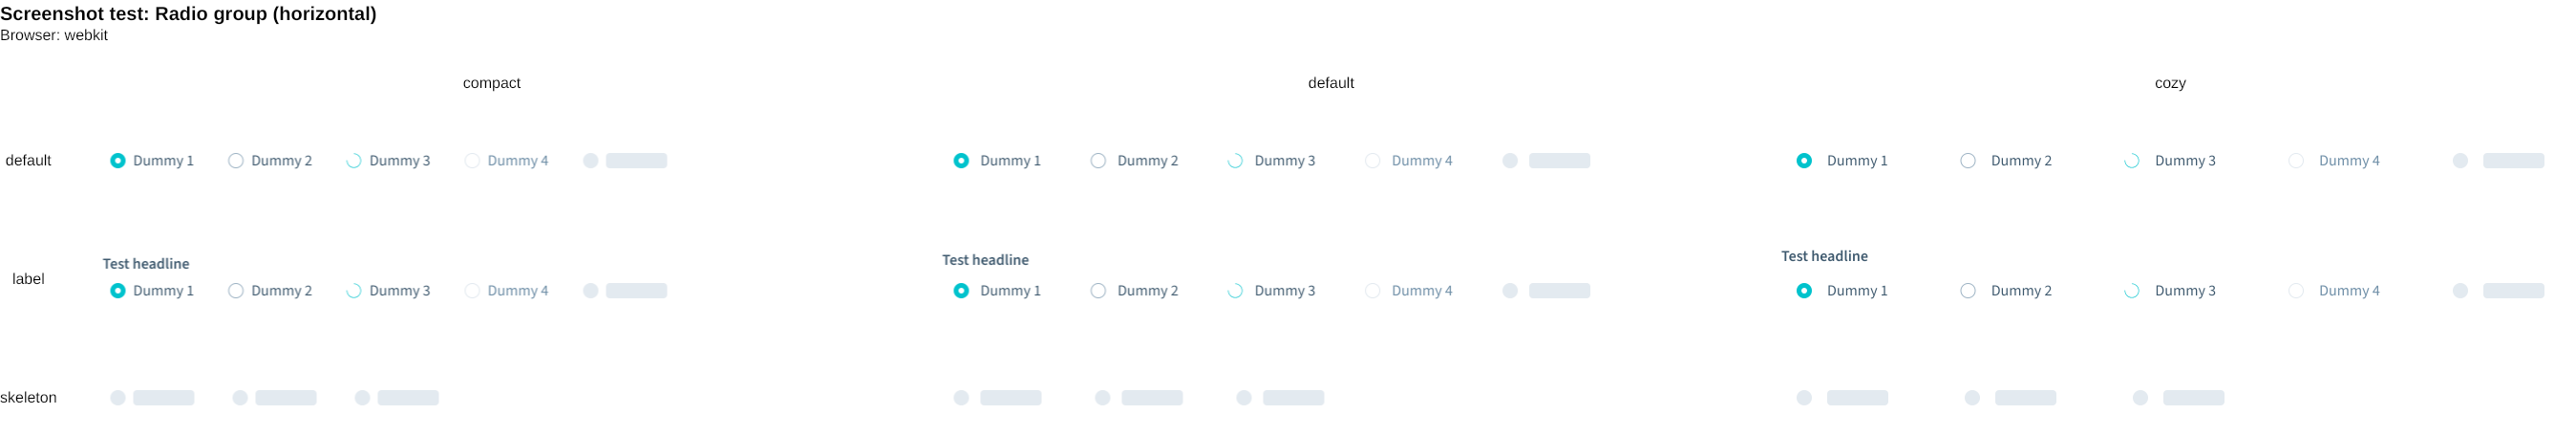 Screenshot test: Radio group (horizontal)
Browser: webkit
compact default cozy
default Dummy 1 Dummy 2 Dummy 3 Dummy 4 Dummy 1 Dummy 2 Dummy 3 Dummy 4 Dummy 1 Dummy 2 Dummy 3 Dummy 4
Test headline Test headline Test headline
label Dummy 1 Dummy 2 Dummy 3 Dummy 4 Dummy 1 Dummy 2 Dummy 3 Dummy 4 Dummy 1 Dummy 2 Dummy 3 Dummy 4
skeleton